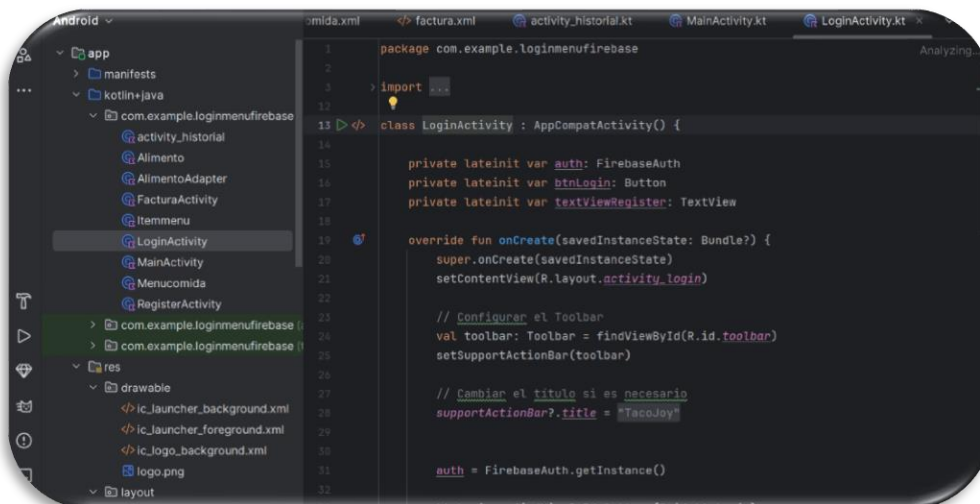 Android
app
manifests
kotlin+java
com.example.loginmenufirebase
activity_historial
Alimento
AlimentoAdapter
FacturaActivity
Itemmenu
LoginActivity
MainActivity
Menucomida
RegisterActivity
com.example.loginmenufirebase
com.example.loginmenufirebase
res
drawable
ic_launcher_background.xml
ic_launcher_foreground.xml
ic_logo_background.xml
logo.png
layout
omida.xml factura.xml activity_historial.kt MainActivity.kt LoginActivity.kt
Analyzing...
1 package com.example.loginmenufirebase
2
3 import ...
12
13 class LoginActivity : AppCompatActivity() {
14
15 private lateinit var auth: FirebaseAuth
16 private lateinit var btnLogin: Button
17 private lateinit var textViewRegister: TextView
18
19 override fun onCreate(savedInstanceState: Bundle?) {
20 super.onCreate(savedInstanceState)
21 setContentView(R.layout.activity_login)
22
23 // Configurar el Toolbar
24 val toolbar: Toolbar = findViewById(R.id.toolbar)
25 setSupportActionBar(toolbar)
26
27 // Cambiar el título si es necesario
28 supportActionBar?.title = "TacoJoy"
29
30
31 auth = FirebaseAuth.getInstance()
32